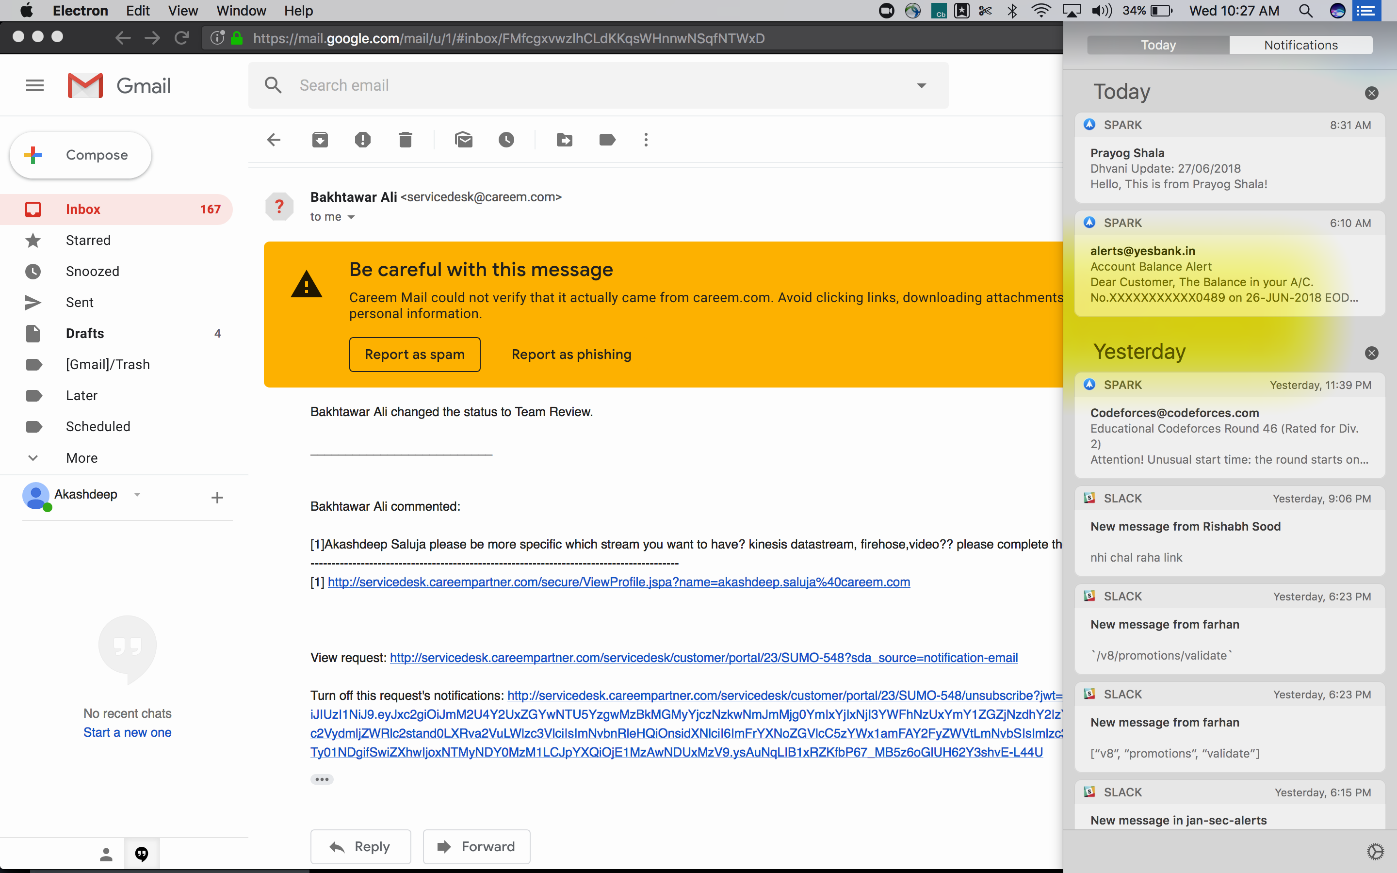 Electron Edit View Window Help
34% Wed 10:27 AM
https://mail.google.com/mail/u/1/#inbox/FMfcgxvwzlhCLdKKqsWHnnwNSqfNTWxD
Gmail
Search email
Compose
Inbox 167
Starred
Snoozed
Sent
Drafts 4
[Gmail]/Trash
Later
Scheduled
More
Akashdeep
No recent chats
Start a new one
Bakhtawar Ali <servicedesk@careem.com>
to me
Be careful with this message
Careem Mail could not verify that it actually came from careem.com. Avoid clicking links, downloading attachments
personal information.
Report as spam Report as phishing
Bakhtawar Ali changed the status to Team Review.
Bakhtawar Ali commented:
[1]Akashdeep Saluja please be more specific which stream you want to have? kinesis datastream, firehose,video?? please complete th
[1] http://servicedesk.careempartner.com/secure/ViewProfile.jspa?name=akashdeep.saluja%40careem.com
View request: http://servicedesk.careempartner.com/servicedesk/customer/portal/23/SUMO-548?sda_source=notification-email
Turn off this request's notifications: http://servicedesk.careempartner.com/servicedesk/customer/portal/23/SUMO-548/unsubscribe?jwt=
Reply Forward
Today Notifications
Today
SPARK 8:31 AM
Prayog Shala
Dhvani Update: 27/06/2018
Hello, This is from Prayog Shala!
SPARK 6:10 AM
alerts@yesbank.in
Account Balance Alert
Dear Customer, The Balance in your A/C.
No.XXXXXXXXXXX0489 on 26-JUN-2018 EOD...
Yesterday
SPARK Yesterday, 11:39 PM
Codeforces@codeforces.com
Educational Codeforces Round 46 (Rated for Div.
2)
Attention! Unusual start time: the round starts on...
SLACK Yesterday, 9:06 PM
New message from Rishabh Sood
nhi chal raha link
SLACK Yesterday, 6:23 PM
New message from farhan
`/v8/promotions/validate`
SLACK Yesterday, 6:23 PM
New message from farhan
["v8", "promotions", "validate"]
SLACK Yesterday, 6:15 PM
New message in jan-sec-alerts